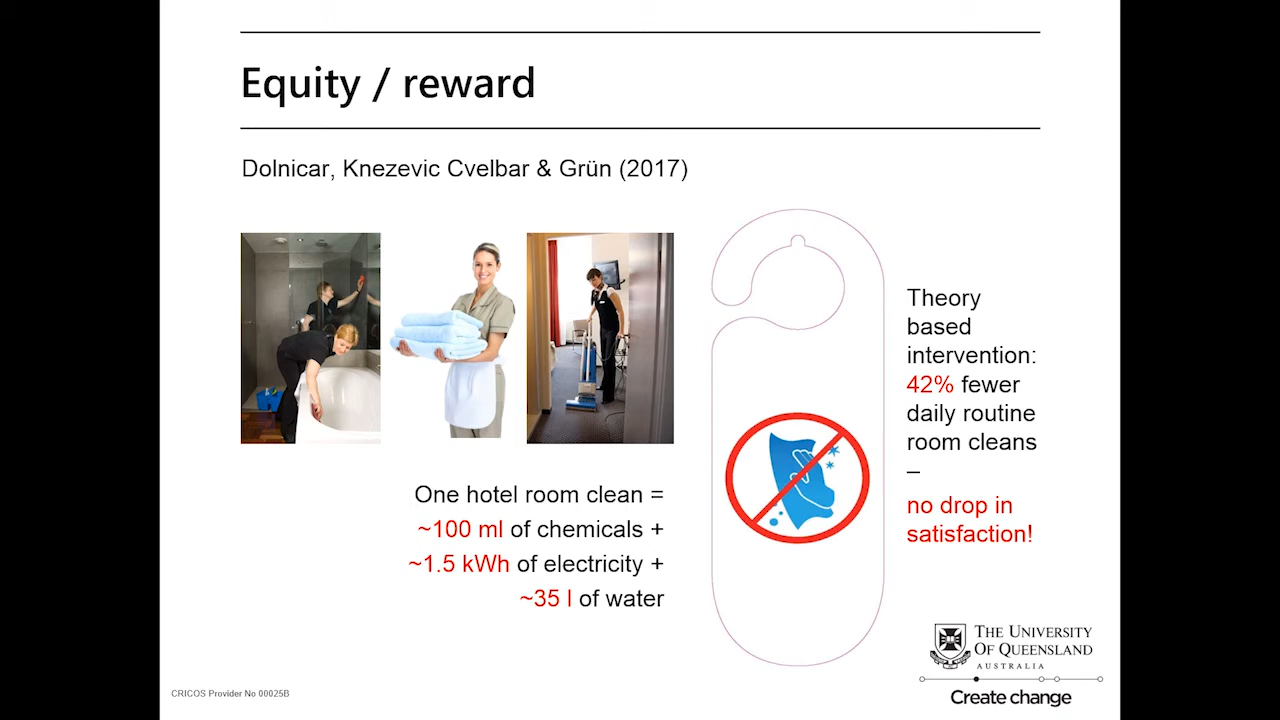 Equity / reward
Dolnicar, Knezevic Cvelbar & Grün (2017)
One hotel room clean =
~100 ml of chemicals +
~1.5 kWh of electricity +
~35 l of water
Theory
based
intervention:
42% fewer
daily routine
room cleans
–
no drop in
satisfaction!
THE UNIVERSITY
OF QUEENSLAND
AUSTRALIA
Create change
CRICOS Provider No 00025B